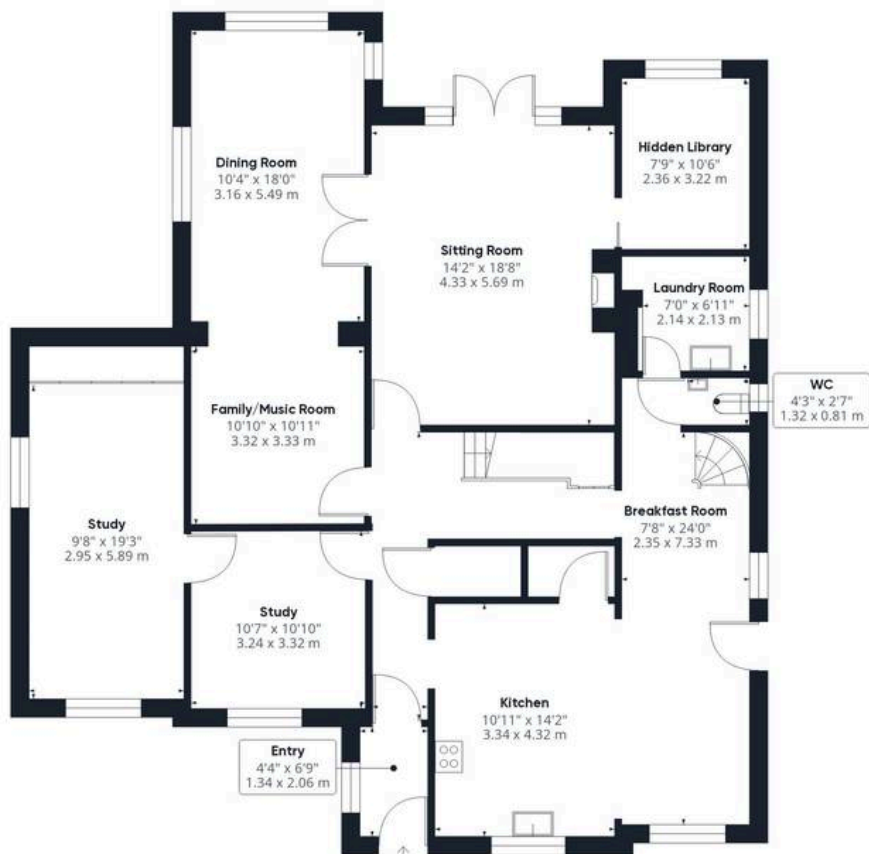 Dining Room
10'4" x 18'0"
3.16 x 5.49 m
Hidden Library
7'9" x 10'6"
2.36 x 3.22 m
Sitting Room
14'2" x 18'8"
4.33 x 5.69 m
Laundry Room
7'0" x 6'11"
2.14 x 2.13 m
WC
4'3" x 2'7"
1.32 x 0.81 m
Family/Music Room
10'10" x 10'11"
3.32 x 3.33 m
Study
9'8" x 19'3"
2.95 x 5.89 m
Breakfast Room
7'8" x 24'0"
2.35 x 7.33 m
Study
10'7" x 10'10"
3.24 x 3.32 m
Kitchen
10'11" x 14'2"
3.34 x 4.32 m
Entry
4'4" x 6'9"
1.34 x 2.06 m